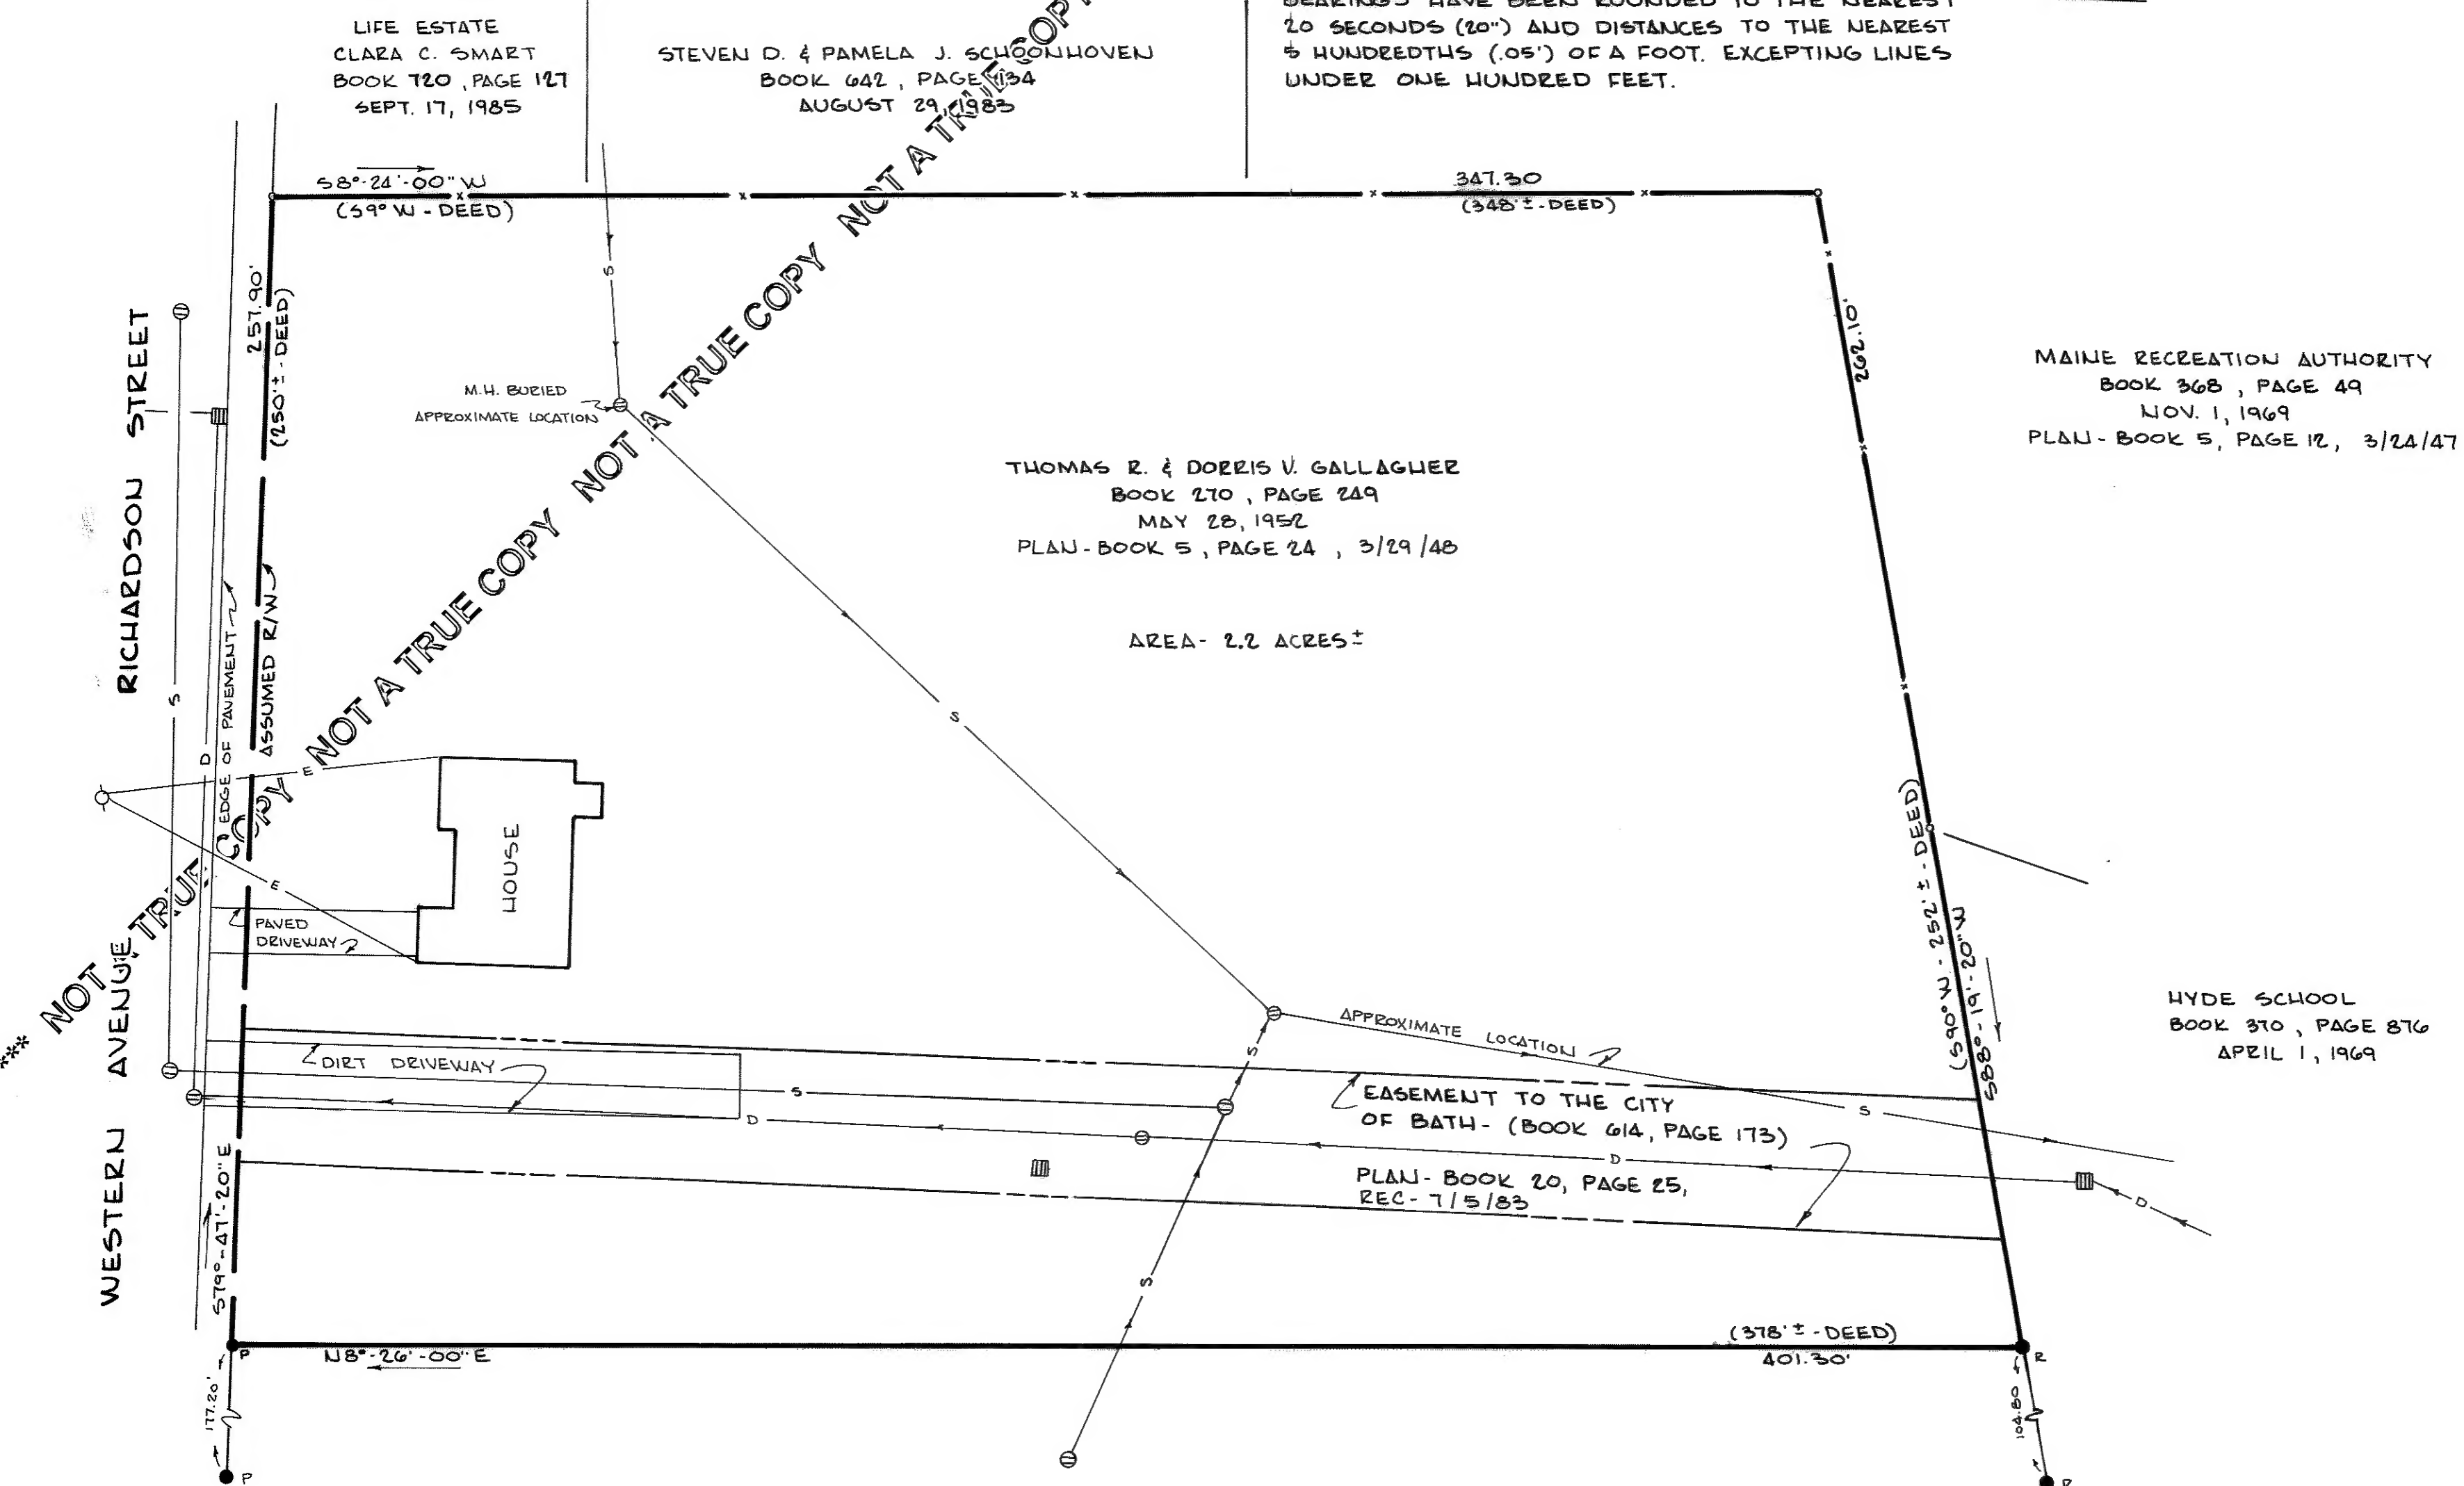 LIFE ESTATE
CLARA C. SMART
BOOK 720, PAGE 127
SEPT. 17, 1985
STEVEN D. & PAMELA J. SCHOONHOVEN
BOOK 642, PAGE 134
AUGUST 29, 1983
BEARINGS HAVE BEEN ROUNDED TO THE NEAREST
20 SECONDS (20") AND DISTANCES TO THE NEAREST
5 HUNDREDTHS (.05') OF A FOOT. EXCEPTING LINES
UNDER ONE HUNDRED FEET.
S8°-24'-00" W
(S9° W - DEED)
347.30
(348'± - DEED)
257.90'
(250'± - DEED)
262.10'
RICHARDSON STREET
M.H. BURIED
APPROXIMATE LOCATION
S
MAINE RECREATION AUTHORITY
BOOK 368, PAGE 49
NOV. 1, 1969
PLAN - BOOK 5, PAGE 12, 3/24/47
THOMAS R. & DORRIS V. GALLAGHER
BOOK 270, PAGE 249
MAY 28, 1952
PLAN - BOOK 5, PAGE 24, 3/29/48
AREA - 2.2 ACRES±
EDGE OF PAVEMENT
ASSUMED R/W
S
S
D
E
E
HOUSE
PAVED
DRIVEWAY
(S90° W - 252'± - DEED)
S88°-19'-20" W
WESTERN AVENUE
HYDE SCHOOL
BOOK 370, PAGE 876
APRIL 1, 1969
APPROXIMATE LOCATION
DIRT DRIVEWAY
S
S
S
D
D
D
EASEMENT TO THE CITY
OF BATH - (BOOK 614, PAGE 173)
PLAN - BOOK 20, PAGE 25,
REC - 7/5/83
S79°-47'-20" E
S
N8°-26'-00" E
(378'± - DEED)
401.30'
P
R
177.20'
104.80
P
*** NOT A TRUE COPY NOT A TRUE COPY NOT A TRUE COPY NOT A TRUE COPY